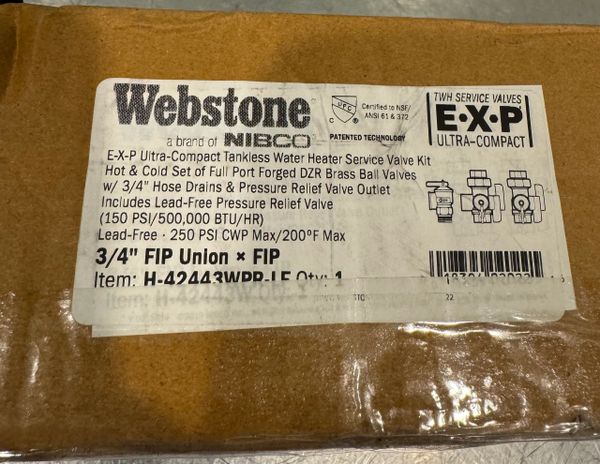 Webstone
a brand of NIBCO
UPC
C
Certified to NSF/
ANSI 61 & 372
PATENTED TECHNOLOGY
TWH SERVICE VALVES
E•X•P
ULTRA-COMPACT
E-X-P Ultra-Compact Tankless Water Heater Service Valve Kit
Hot & Cold Set of Full Port Forged DZR Brass Ball Valves
w/ 3/4" Hose Drains & Pressure Relief Valve Outlet
Includes Lead-Free Pressure Relief Valve
(150 PSI/500,000 BTU/HR)
Lead-Free · 250 PSI CWP Max/200°F Max
3/4" FIP Union × FIP
Item: H-42443WPR-LF Qty: 1
Item:
22